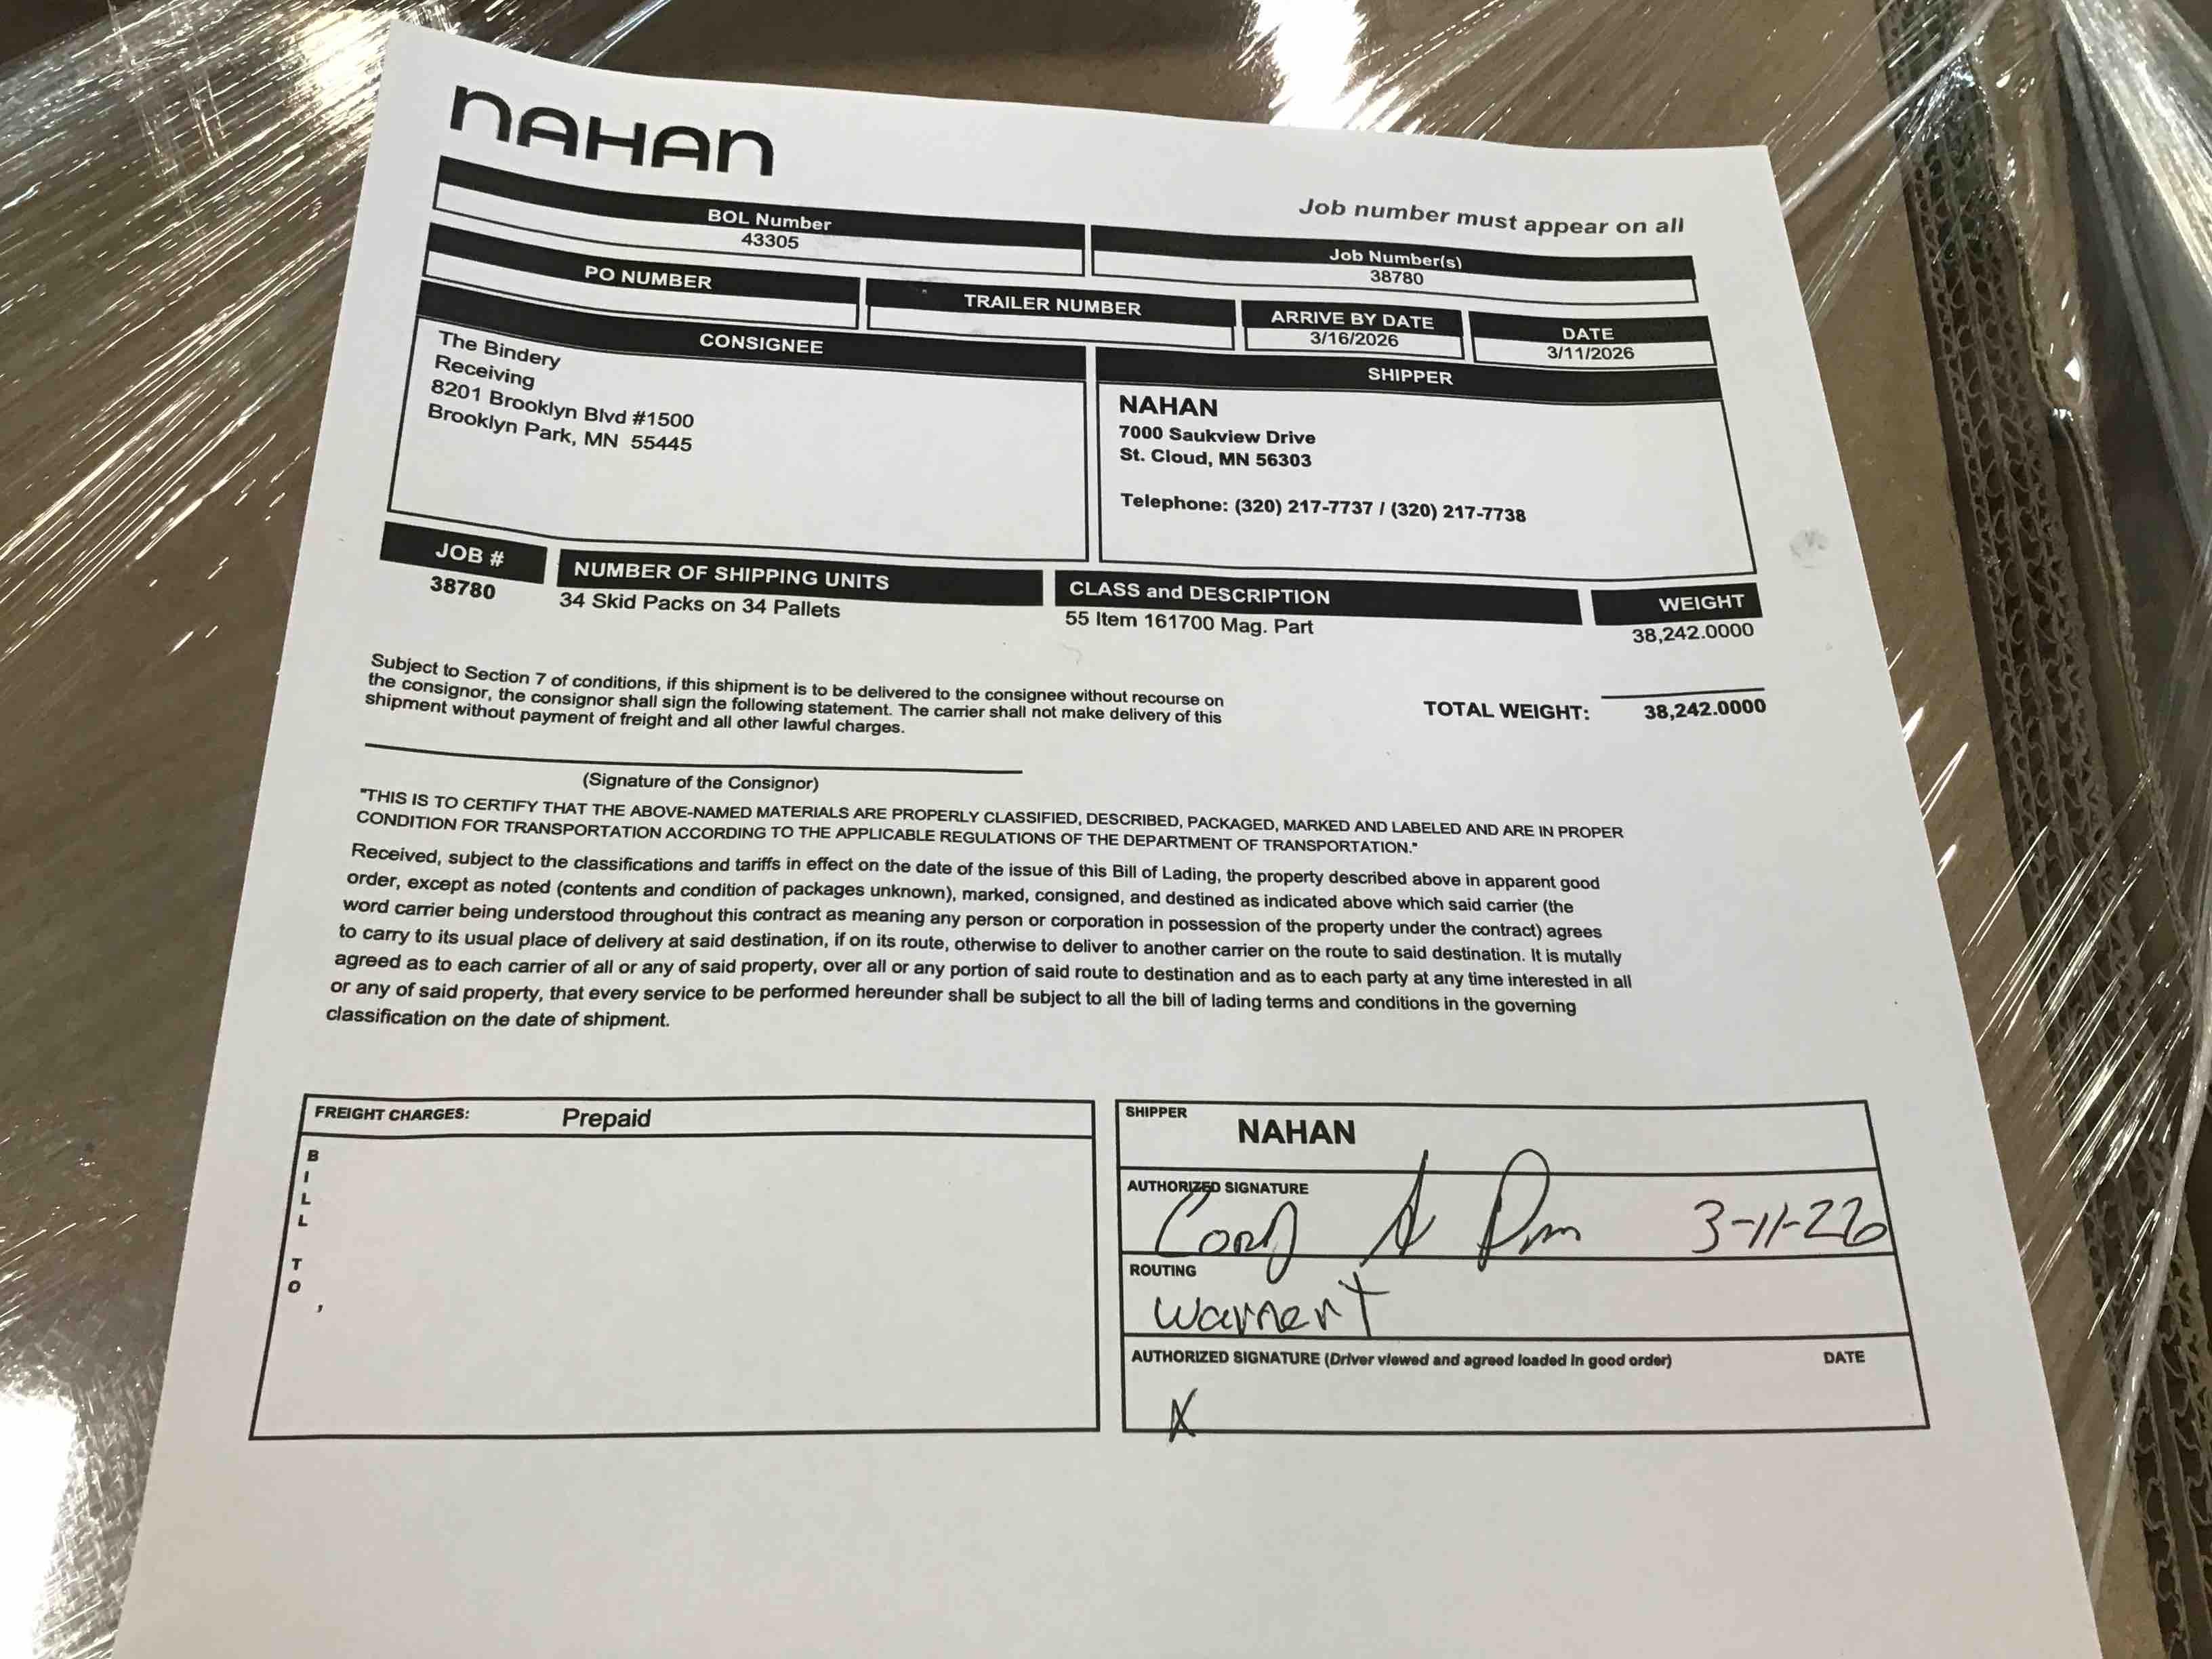 NAHAN
Job number must appear on all
BOL Number
43305
Job Number(s)
38780
PO NUMBER
TRAILER NUMBER
ARRIVE BY DATE
3/16/2026
DATE
3/11/2026
CONSIGNEE
The Bindery
Receiving
8201 Brooklyn Blvd #1500
Brooklyn Park, MN 55445
SHIPPER
NAHAN
7000 Saukview Drive
St. Cloud, MN 56303
Telephone: (320) 217-7737 / (320) 217-7738
JOB #
38780
NUMBER OF SHIPPING UNITS
34 Skid Packs on 34 Pallets
CLASS and DESCRIPTION
55 Item 161700 Mag. Part
WEIGHT
38,242.0000
Subject to Section 7 of conditions, if this shipment is to be delivered to the consignee without recourse on
the consignor, the consignor shall sign the following statement. The carrier shall not make delivery of this
shipment without payment of freight and all other lawful charges.
TOTAL WEIGHT: 38,242.0000
(Signature of the Consignor)
"THIS IS TO CERTIFY THAT THE ABOVE-NAMED MATERIALS ARE PROPERLY CLASSIFIED, DESCRIBED, PACKAGED, MARKED AND LABELED AND ARE IN PROPER
CONDITION FOR TRANSPORTATION ACCORDING TO THE APPLICABLE REGULATIONS OF THE DEPARTMENT OF TRANSPORTATION."
Received, subject to the classifications and tariffs in effect on the date of the issue of this Bill of Lading, the property described above in apparent good
order, except as noted (contents and condition of packages unknown), marked, consigned, and destined as indicated above which said carrier (the
word carrier being understood throughout this contract as meaning any person or corporation in possession of the property under the contract) agrees
to carry to its usual place of delivery at said destination, if on its route, otherwise to deliver to another carrier on the route to said destination. It is mutally
agreed as to each carrier of all or any of said property, over all or any portion of said route to destination and as to each party at any time interested in all
or any of said property, that every service to be performed hereunder shall be subject to all the bill of lading terms and conditions in the governing
classification on the date of shipment.
FREIGHT CHARGES: Prepaid
BILL TO
,
SHIPPER
NAHAN
AUTHORIZED SIGNATURE
3-11-26
ROUTING
Warnert
AUTHORIZED SIGNATURE (Driver viewed and agreed loaded in good order) DATE
X